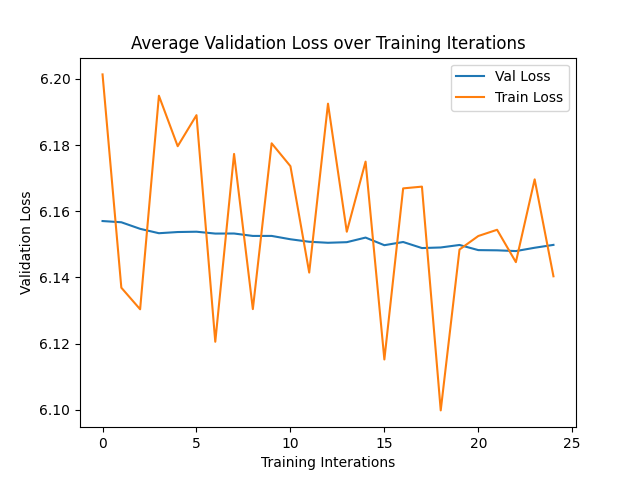 Average Validation Loss over Training Iterations
Val Loss
Train Loss
Validation Loss
6.20
6.18
6.16
6.14
6.12
6.10
0 5 10 15 20 25
Training Interations